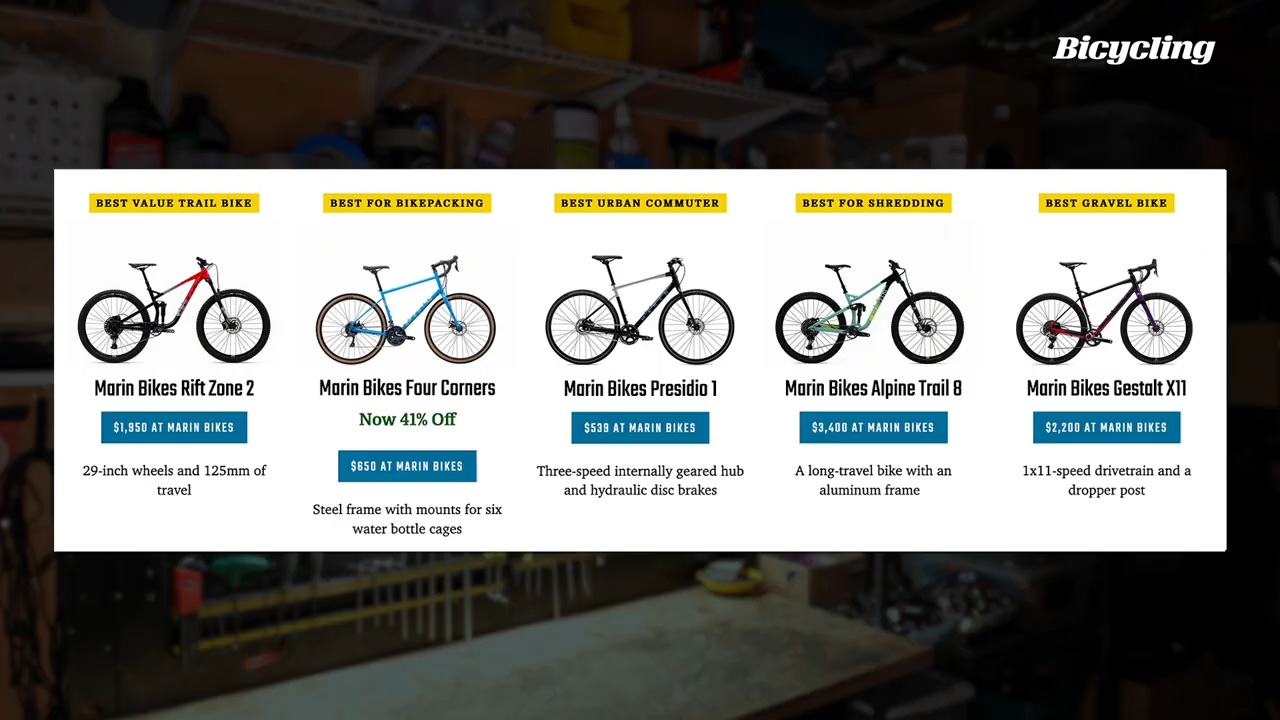 Bicycling
BEST VALUE TRAIL BIKE
Marin Bikes Rift Zone 2
$1,950 AT MARIN BIKES
29-inch wheels and 125mm of
travel
BEST FOR BIKEPACKING
Marin Bikes Four Corners
Now 41% Off
$650 AT MARIN BIKES
Steel frame with mounts for six
water bottle cages
BEST URBAN COMMUTER
Marin Bikes Presidio 1
$539 AT MARIN BIKES
Three-speed internally geared hub
and hydraulic disc brakes
BEST FOR SHREDDING
Marin Bikes Alpine Trail 8
$3,400 AT MARIN BIKES
A long-travel bike with an
aluminum frame
BEST GRAVEL BIKE
Marin Bikes Gestalt X11
$2,200 AT MARIN BIKES
1x11-speed drivetrain and a
dropper post